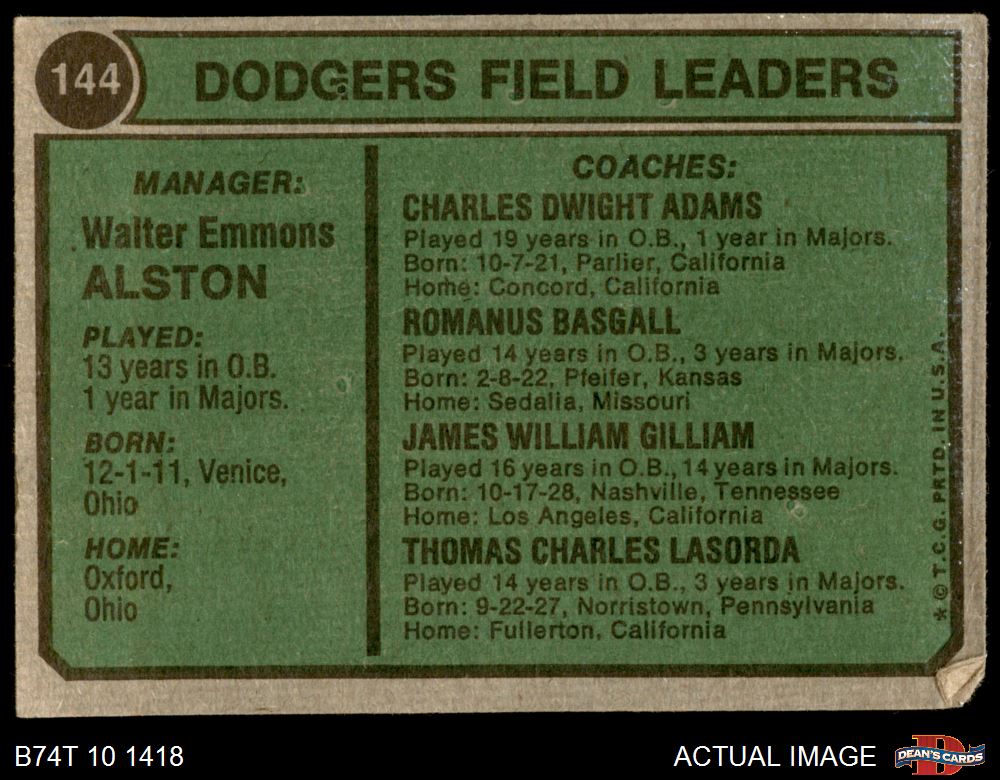 144
DODGERS FIELD LEADERS
MANAGER:
Walter Emmons
ALSTON
PLAYED:
13 years in O.B.
1 year in Majors.
BORN:
12-1-11, Venice,
Ohio
HOME:
Oxford,
Ohio
COACHES:
CHARLES DWIGHT ADAMS
Played 19 years in O.B., 1 year in Majors.
Born: 10-7-21, Parlier, California
Home: Concord, California
ROMANUS BASGALL
Played 14 years in O.B., 3 years in Majors.
Born: 2-8-22, Pfeifer, Kansas
Home: Sedalia, Missouri
JAMES WILLIAM GILLIAM
Played 16 years in O.B., 14 years in Majors.
Born: 10-17-28, Nashville, Tennessee
Home: Los Angeles, California
THOMAS CHARLES LASORDA
Played 14 years in O.B., 3 years in Majors.
Born: 9-22-27, Norristown, Pennsylvania
Home: Fullerton, California
* © T.C.G. PRTD. IN U.S.A.
B74T 10 1418
ACTUAL IMAGE
D
DEAN'S CARDS